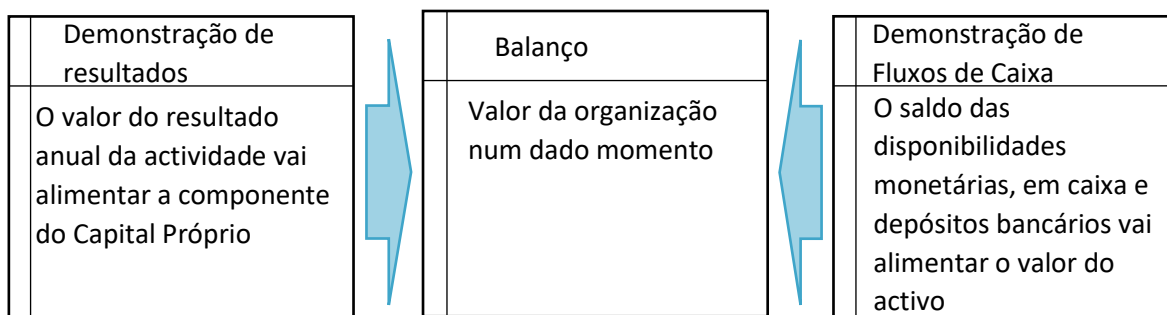 Demonstração de
resultados
O valor do resultado
anual da actividade vai
alimentar a componente
do Capital Próprio
Balanço
Valor da organização
num dado momento
Demonstração de
Fluxos de Caixa
O saldo das
disponibilidades
monetárias, em caixa e
depósitos bancários vai
alimentar o valor do
activo